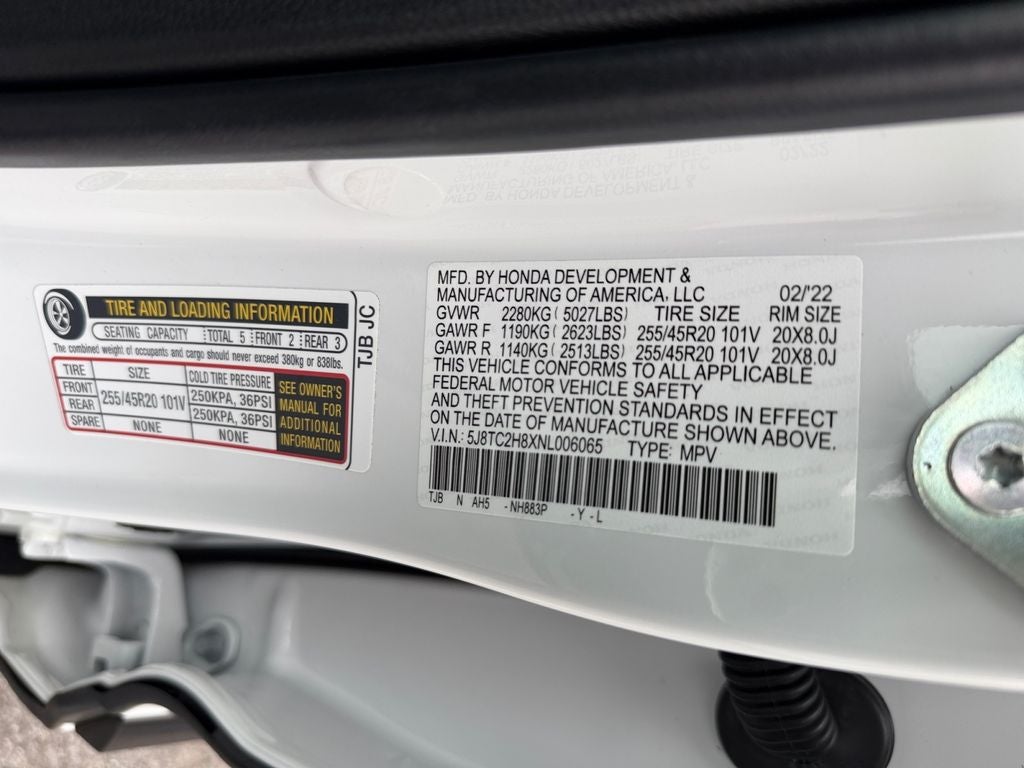 TIRE AND LOADING INFORMATION
SEATING CAPACITY TOTAL 5 FRONT 2 REAR 3
The combined weight of occupants and cargo should never exceed 380kg or 838lbs.
TIRE SIZE COLD TIRE PRESSURE
FRONT 255/45R20 101V 250KPA, 36PSI
REAR 250KPA, 36PSI
SPARE NONE NONE
SEE OWNER'S
MANUAL FOR
ADDITIONAL
INFORMATION
TJB JC
MFD. BY HONDA DEVELOPMENT &
MANUFACTURING OF AMERICA, LLC 02/'22
GVWR 2280KG ( 5027LBS) TIRE SIZE RIM SIZE
GAWR F 1190KG ( 2623LBS) 255/45R20 101V 20X8.0J
GAWR R 1140KG ( 2513LBS) 255/45R20 101V 20X8.0J
THIS VEHICLE CONFORMS TO ALL APPLICABLE
FEDERAL MOTOR VEHICLE SAFETY
AND THEFT PREVENTION STANDARDS IN EFFECT
ON THE DATE OF MANUFACTURE SHOWN ABOVE.
V.I.N.: 5J8TC2H8XNL006065 TYPE: MPV
TJB N AH5 - NH883P - Y - L